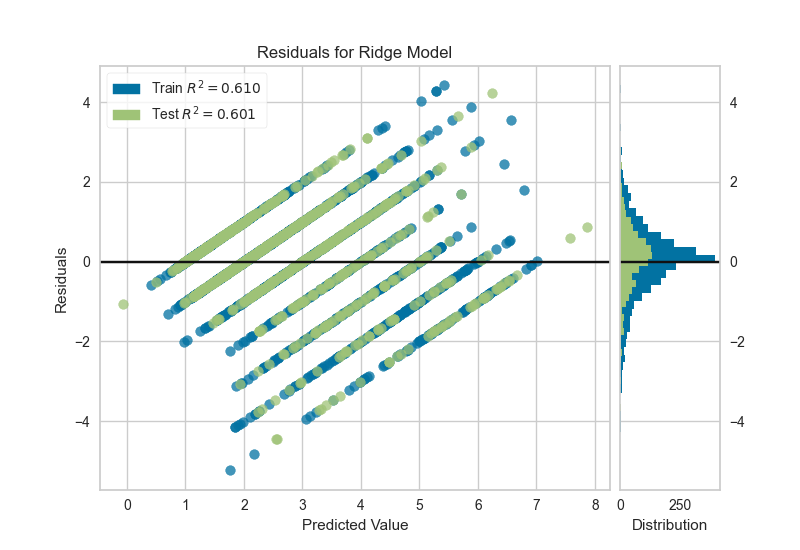 Residuals for Ridge Model
Train R² = 0.610
Test R² = 0.601
Residuals
4
2
0
−2
−4
0 1 2 3 4 5 6 7 8
Predicted Value
4
2
0
−2
−4
0 250
Distribution